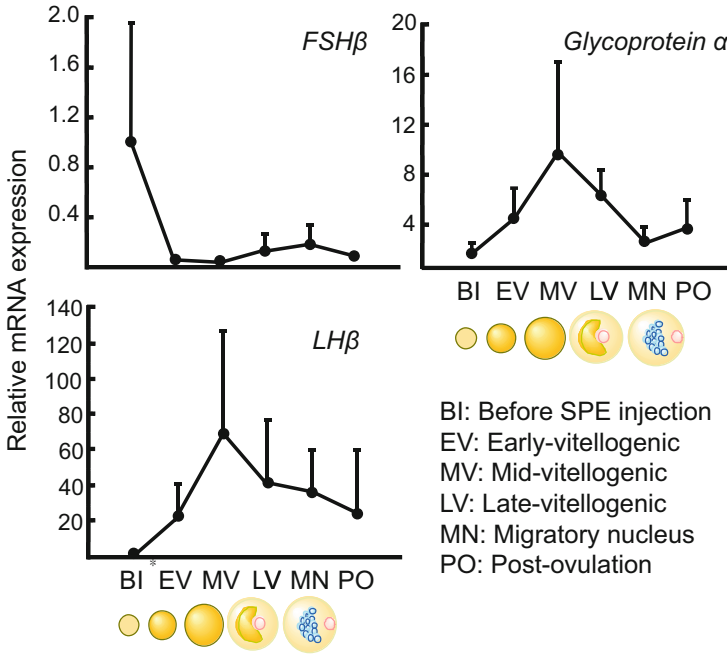 Relative mRNA expression
FSHβ
2.0
1.6
1.2
0.8
0.4
Glycoprotein α
20
16
12
8
4
BI EV MV LV MN PO
LHβ
140
120
100
80
60
40
20
*
BI EV MV LV MN PO
BI: Before SPE injection
EV: Early-vitellogenic
MV: Mid-vitellogenic
LV: Late-vitellogenic
MN: Migratory nucleus
PO: Post-ovulation